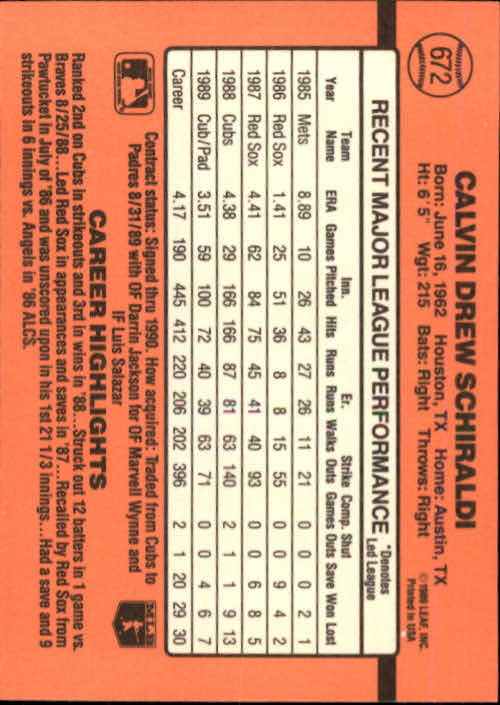 672
CALVIN DREW SCHIRALDI
Born: June 16, 1962 Houston, TX Home: Austin, TX
Ht: 6' 5" Wgt: 215 Bats: Right Throws: Right
© 1989 LEAF, INC.
Printed in USA
RECENT MAJOR LEAGUE PERFORMANCE *Denotes Led League
Year Team Name ERA Games Inn. Pitched Hits Runs Er. Runs Walks Strike Outs Comp. Games Shut Outs Save Won Lost
1985 Mets 8.89 10 26 43 27 26 11 21 0 0 0 2 1
1986 Red Sox 1.41 25 51 36 8 8 15 55 0 0 9 4 2
1987 Red Sox 4.41 62 84 75 45 41 40 93 0 0 6 8 5
1988 Cubs 4.38 29 166 166 87 81 63 140 2 1 1 9 13
1989 Cub/Pad 3.51 59 100 72 40 39 63 71 0 0 4 6 7
Career 4.17 190 445 412 220 206 202 396 2 1 20 29 30
Contract status: Signed thru 1990. How acquired: Traded from Cubs to
Padres 8/31/89 with OF Darrin Jackson for OF Marvell Wynne and
IF Luis Salazar
CAREER HIGHLIGHTS
Ranked 2nd on Cubs in strikeouts and 3rd in wins in '88...Struck out 12 batters in 1 game vs.
Braves 8/25/88...Led Red Sox in appearances and saves in '87...Recalled by Red Sox from
Pawtucket in July of '86 and was unscored upon in his 1st 21 1/3 innings...Had a save and 9
strikeouts in 6 innings vs. Angels in '86 ALCS.